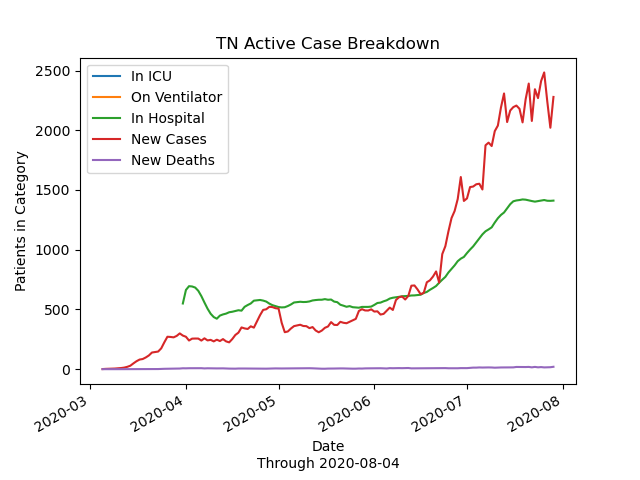 TN Active Case Breakdown
In ICU
On Ventilator
In Hospital
New Cases
New Deaths
Patients in Category
2500
2000
1500
1000
500
0
2020-03
2020-04
2020-05
2020-06
2020-07
2020-08
Date
Through 2020-08-04